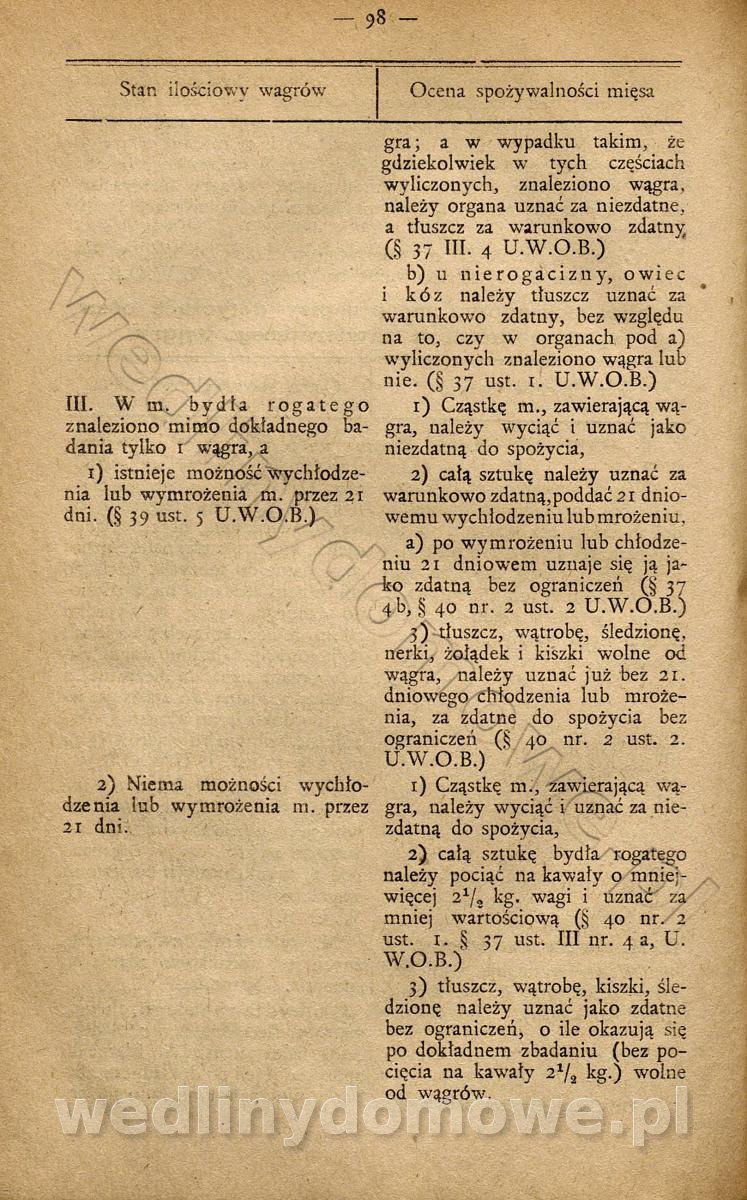 — 98 —
Stan ilościowy wągrów
Ocena spożywalności mięsa
gra; a w wypadku takim, że
gdziekolwiek w tych częściach
wyliczonych, znaleziono wągra,
należy organa uznać za niezdatne,
a tłuszcz za warunkowo zdatny
(§ 37 III. 4 U.W.O.B.)
b) u nierogacizny, owiec
i kóz należy tłuszcz uznać za
warunkowo zdatny, bez względu
na to, czy w organach pod a)
wyliczonych znaleziono wągra lub
nie. (§ 37 ust. 1. U.W.O.B.)
III. W m. bydła rogatego
znaleziono mimo dokładnego ba-
dania tylko 1 wągra, a
1) istnieje możność wychłodze-
nia lub wymrożenia m. przez 21
dni. (§ 39 ust. 5 U.W.O.B.)
1) Cząstkę m., zawierającą wą-
gra, należy wyciąć i uznać jako
niezdatną do spożycia,
2) całą sztukę należy uznać za
warunkowo zdatną,poddać 21 dnio-
wemu wychłodzeniu lub mrożeniu,
a) po wymrożeniu lub chłodze-
niu 21 dniowem uznaje się ją ja-
ko zdatną bez ograniczeń (§ 37
4b, § 40 nr. 2 ust. 2 U.W.O.B.)
3) tłuszcz, wątrobę, śledzionę,
nerki, żołądek i kiszki wolne od
wągra, należy uznać już bez 21.
dniowego chłodzenia lub mroże-
nia, za zdatne do spożycia bez
ograniczeń (§ 40 nr. 2 ust. 2.
U.W.O.B.)
2) Niema możności wychło-
dzenia lub wymrożenia m. przez
21 dni.
1) Cząstkę m., zawierającą wą-
gra, należy wyciąć i uznać za nie-
zdatną do spożycia,
2) całą sztukę bydła rogatego
należy pociąć na kawały o mniej-
więcej 2¹/₂ kg. wagi i uznać za
mniej wartościową (§ 40 nr. 2
ust. 1. § 37 ust. III nr. 4 a, U.
W.O.B.)
3) tłuszcz, wątrobę, kiszki, śle-
dzionę należy uznać jako zdatne
bez ograniczeń, o ile okazują się
po dokładnem zbadaniu (bez po-
cięcia na kawały 2¹/₂ kg.) wolne
od wągrów.
www.wedlinydomowe.pl
wedlinydomowe.pl